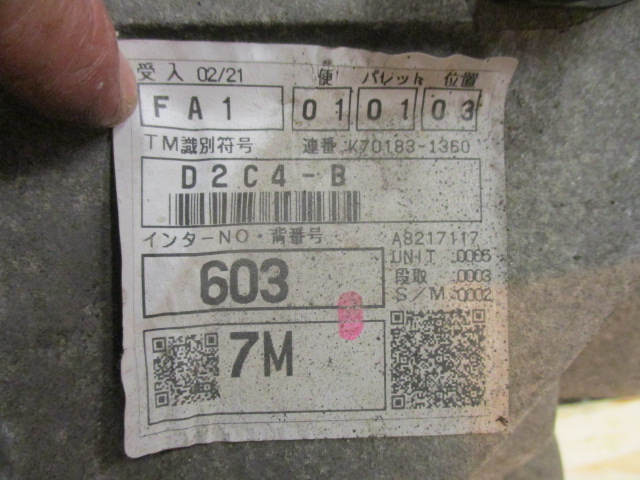 受入 02/21 便 パレット 位置
FA1 01 01 03
TM識別符号 連番 K70183-1360
D2C4-B
インターNO・背番号 A8217117
603 UNIT 0085
段取 0003
S/M 0002
7M